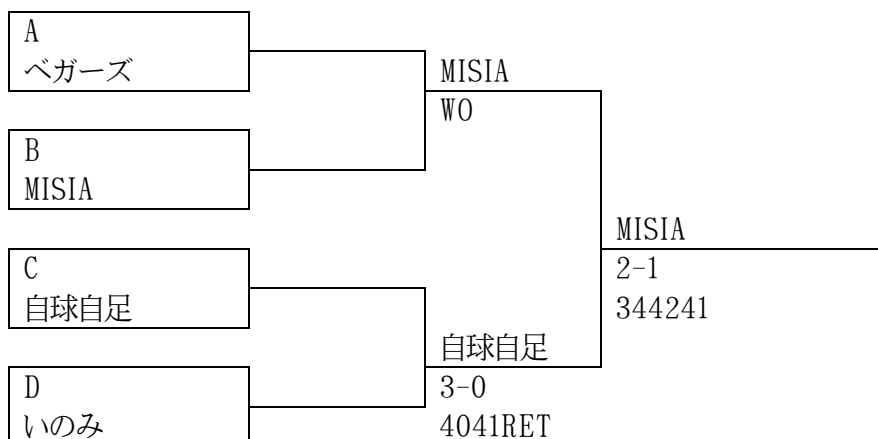 A
ベガーズ
MISIA
WO
B
MISIA
MISIA
2-1
344241
C
自球自足
自球自足
3-0
4041RET
D
いのみ